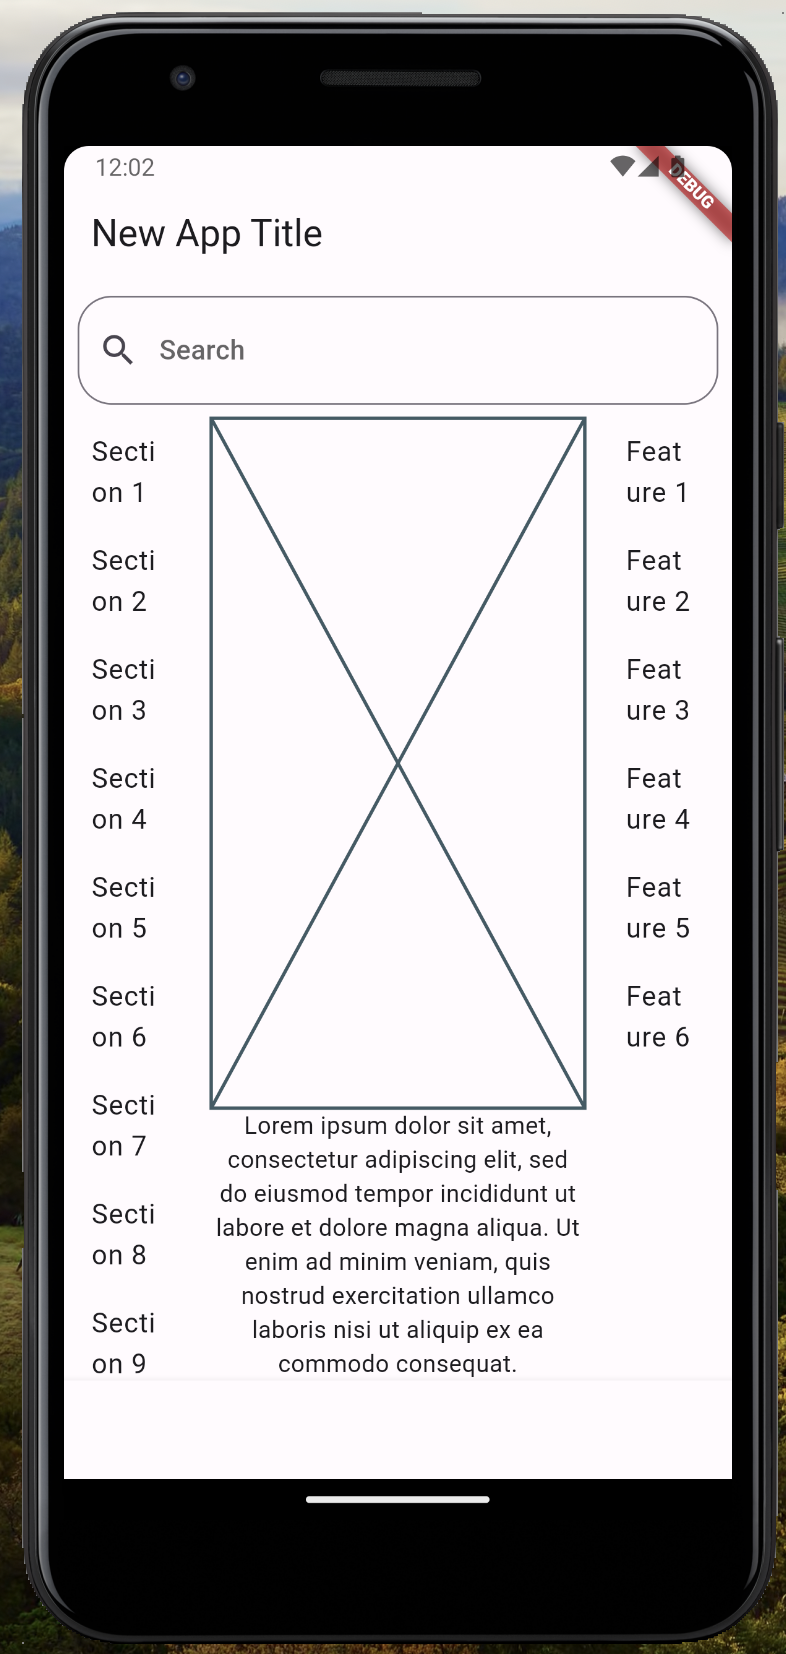 12:02
DEBUG
New App Title
Search
Secti
on 1
Secti
on 2
Secti
on 3
Secti
on 4
Secti
on 5
Secti
on 6
Secti
on 7
Secti
on 8
Secti
on 9
Lorem ipsum dolor sit amet,
consectetur adipiscing elit, sed
do eiusmod tempor incididunt ut
labore et dolore magna aliqua. Ut
enim ad minim veniam, quis
nostrud exercitation ullamco
laboris nisi ut aliquip ex ea
commodo consequat.
Feat
ure 1
Feat
ure 2
Feat
ure 3
Feat
ure 4
Feat
ure 5
Feat
ure 6